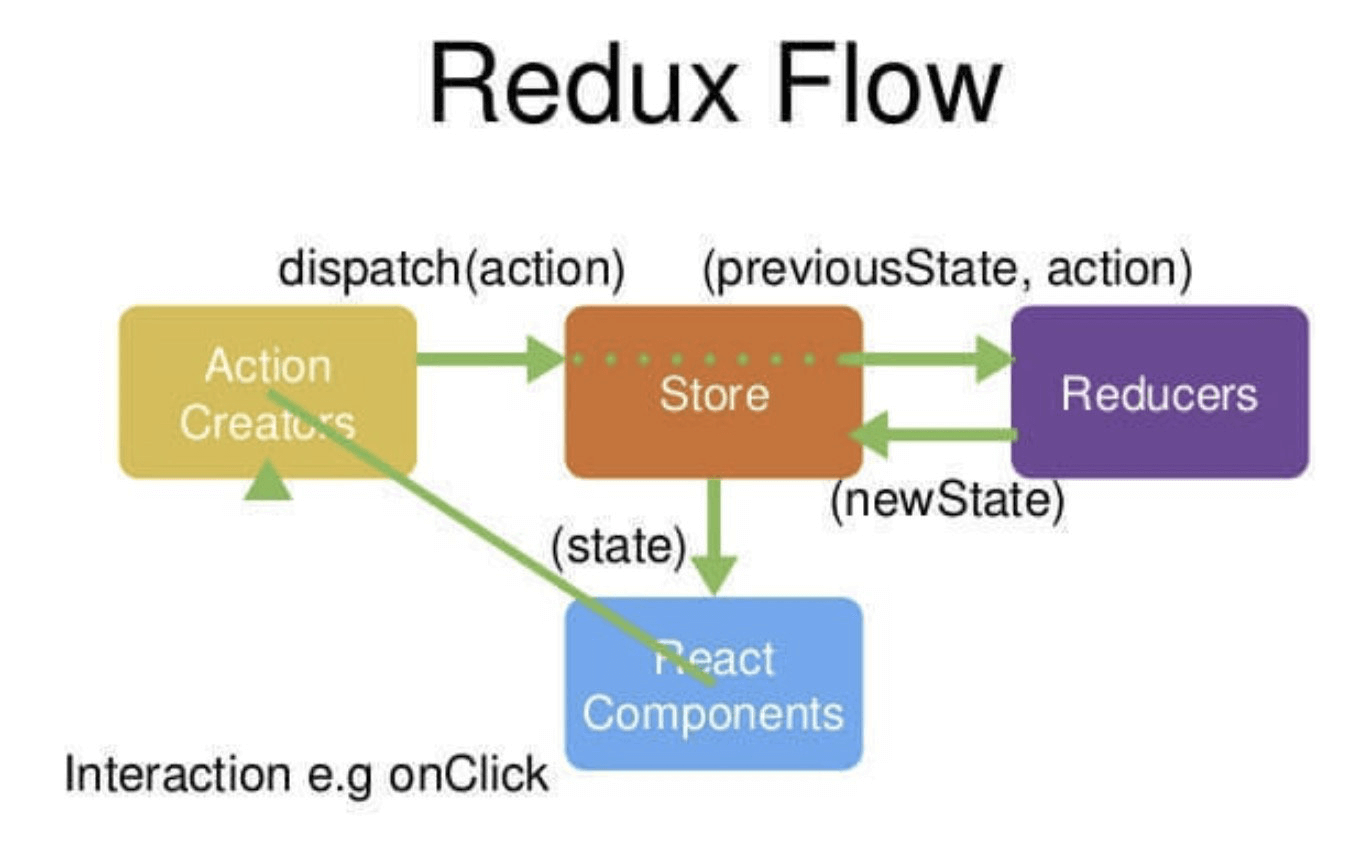 Redux Flow
dispatch(action)
(previousState, action)
Action
Creators
Store
Reducers
(newState)
(state)
React
Components
Interaction e.g onClick